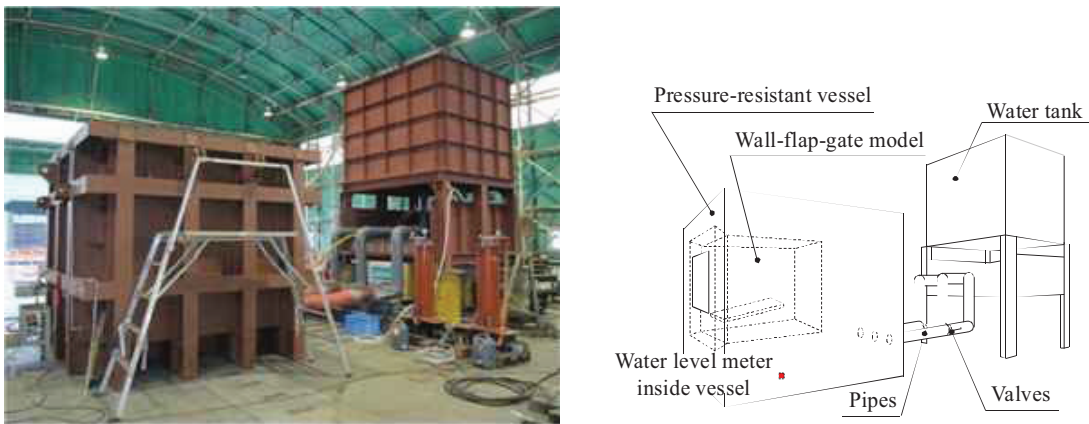 Pressure-resistant vessel
Water tank
Wall-flap-gate model
Water level meter
inside vessel
Pipes
Valves